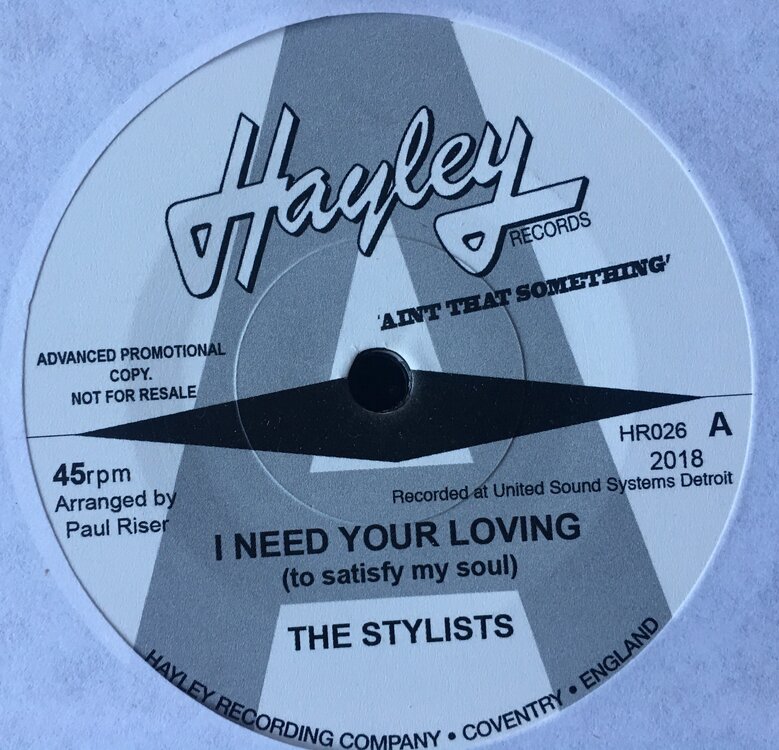 Hayley
RECORDS
'AINT THAT SOMETHING'
ADVANCED PROMOTIONAL
COPY.
NOT FOR RESALE
HR026 A
2018
45rpm
Arranged by
Paul Riser
Recorded at United Sound Systems Detroit
I NEED YOUR LOVING
(to satisfy my soul)
THE STYLISTS
HAYLEY RECORDING COMPANY • COVENTRY • ENGLAND
A